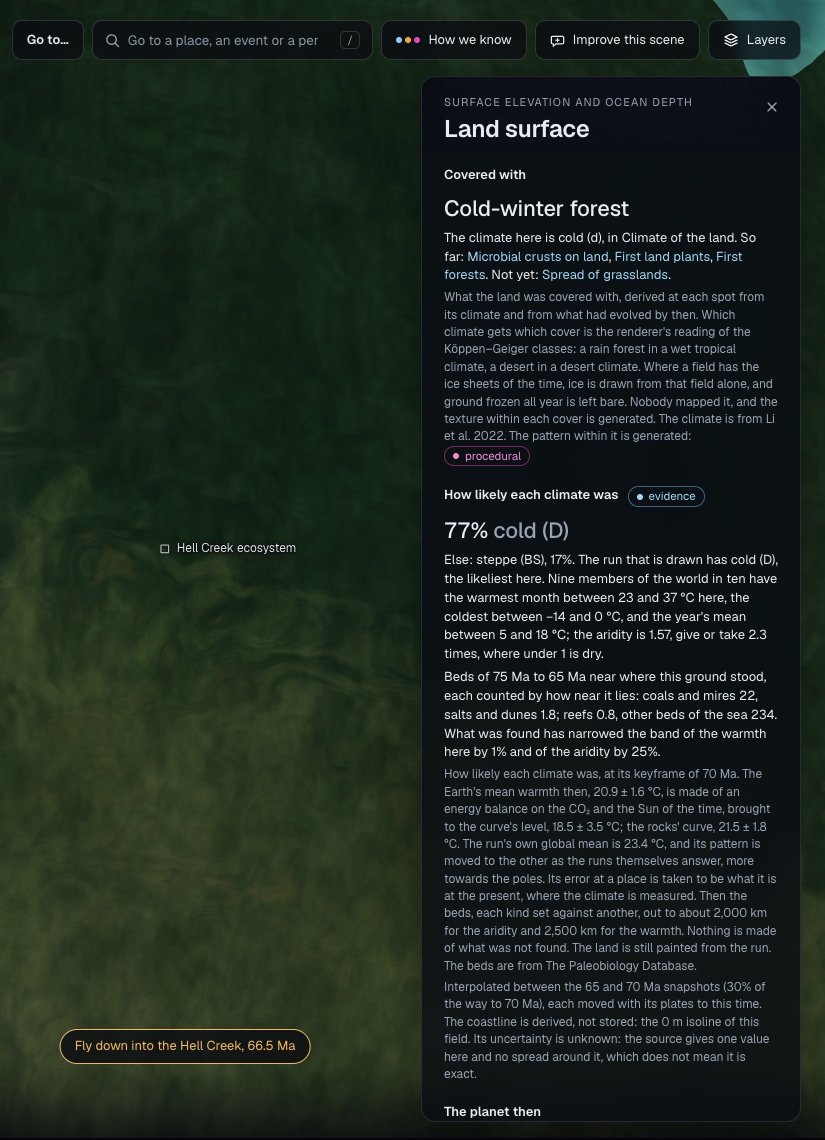 Go to...
Go to a place, an event or a per
/
How we know
Improve this scene
Layers
SURFACE ELEVATION AND OCEAN DEPTH
Land surface
Covered with
Cold-winter forest
The climate here is cold (d), in Climate of the land. So
far: Microbial crusts on land, First land plants, First
forests. Not yet: Spread of grasslands.
What the land was covered with, derived at each spot from
its climate and from what had evolved by then. Which
climate gets which cover is the renderer's reading of the
Köppen–Geiger classes: a rain forest in a wet tropical
climate, a desert in a desert climate. Where a field has the
ice sheets of the time, ice is drawn from that field alone, and
ground frozen all year is left bare. Nobody mapped it, and the
texture within each cover is generated. The climate is from Li
et al. 2022. The pattern within it is generated:
procedural
How likely each climate was
evidence
77% cold (D)
Else: steppe (BS), 17%. The run that is drawn has cold (D),
the likeliest here. Nine members of the world in ten have
the warmest month between 23 and 37 °C here, the
coldest between −14 and 0 °C, and the year's mean
between 5 and 18 °C; the aridity is 1.57, give or take 2.3
times, where under 1 is dry.
Beds of 75 Ma to 65 Ma near where this ground stood,
each counted by how near it lies: coals and mires 22,
salts and dunes 1.8; reefs 0.8, other beds of the sea 234.
What was found has narrowed the band of the warmth
here by 1% and of the aridity by 25%.
How likely each climate was, at its keyframe of 70 Ma. The
Earth's mean warmth then, 20.9 ± 1.6 °C, is made of an
energy balance on the CO₂ and the Sun of the time, brought
to the curve's level, 18.5 ± 3.5 °C; the rocks' curve, 21.5 ± 1.8
°C. The run's own global mean is 23.4 °C, and its pattern is
moved to the other as the runs themselves answer, more
towards the poles. Its error at a place is taken to be what it is
at the present, where the climate is measured. Then the
beds, each kind set against another, out to about 2,000 km
for the aridity and 2,500 km for the warmth. Nothing is made
of what was not found. The land is still painted from the run.
The beds are from The Paleobiology Database.
Interpolated between the 65 and 70 Ma snapshots (30% of
the way to 70 Ma), each moved with its plates to this time.
The coastline is derived, not stored: the 0 m isoline of this
field. Its uncertainty is unknown: the source gives one value
here and no spread around it, which does not mean it is
exact.
The planet then
Hell Creek ecosystem
Fly down into the Hell Creek, 66.5 Ma